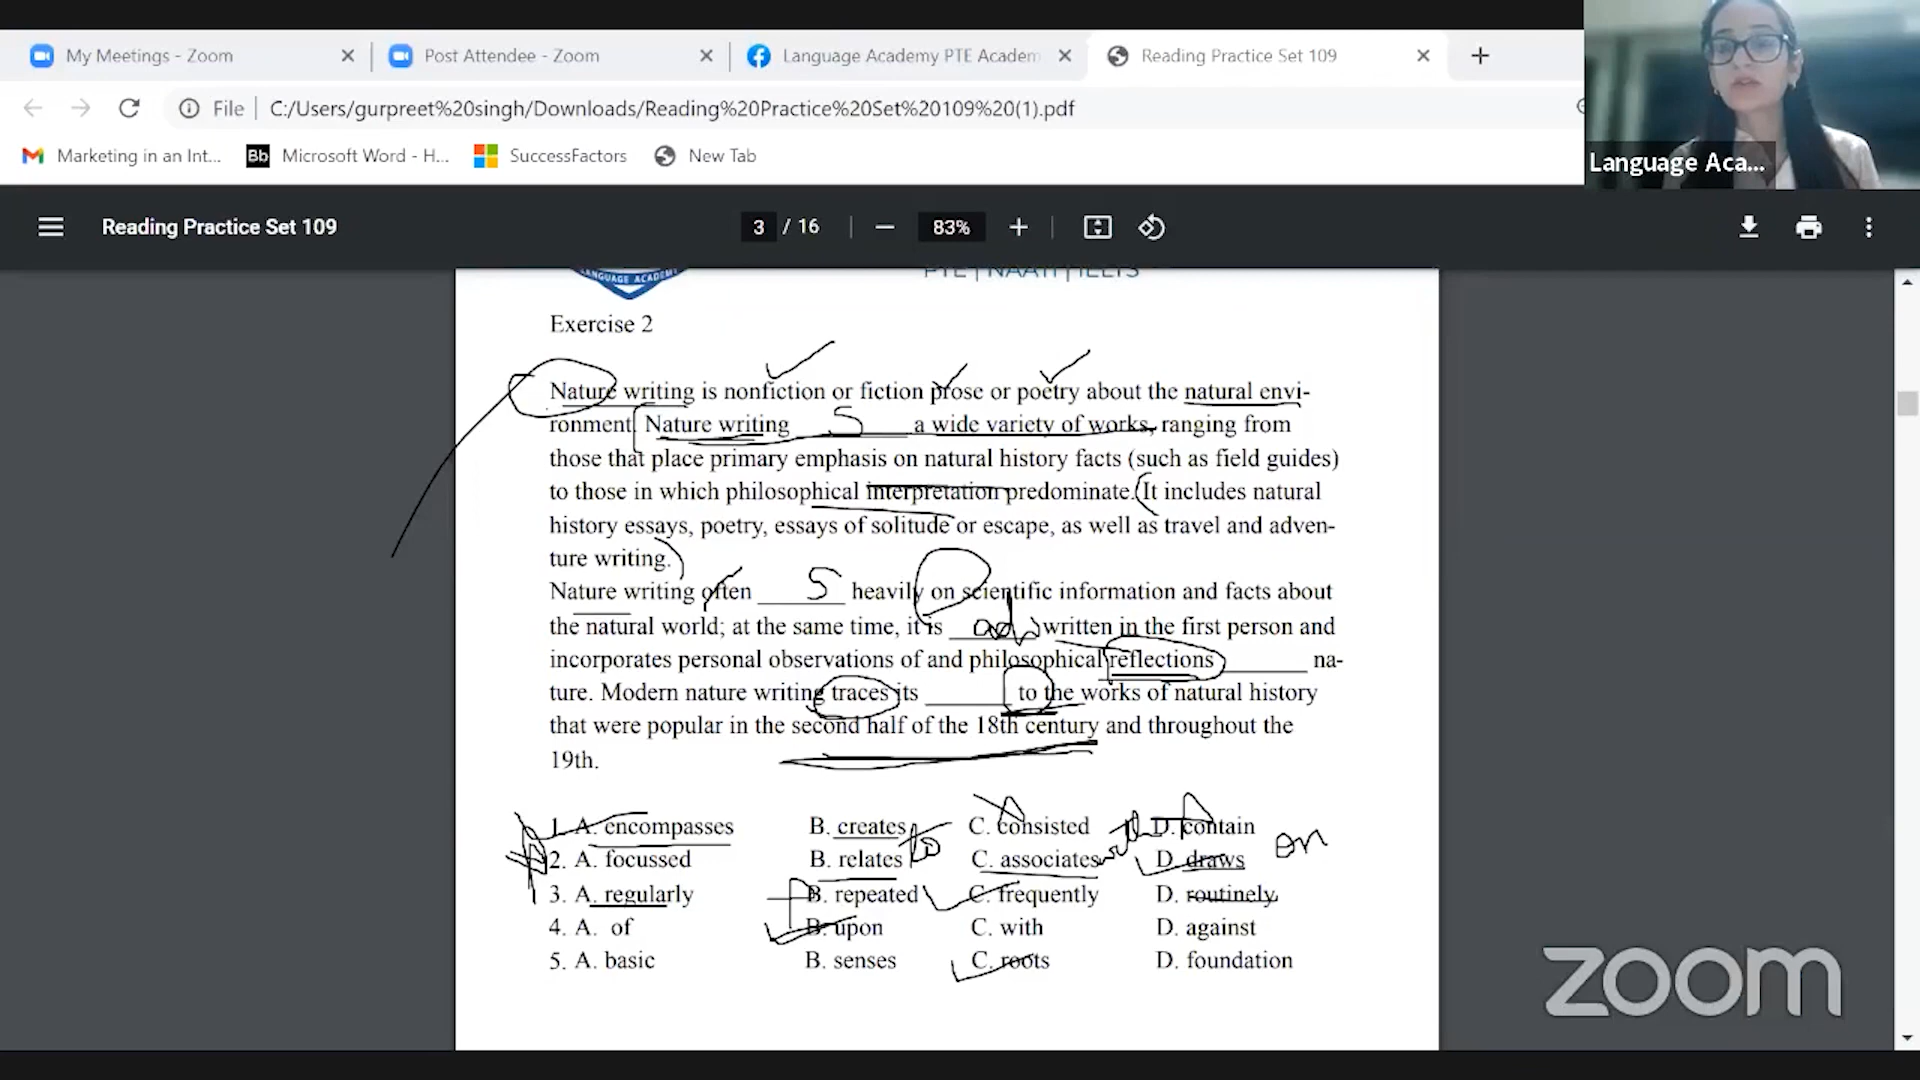 My Meetings - Zoom
Post Attendee - Zoom
Language Academy PTE Academ
Reading Practice Set 109
File
C:/Users/gurpreet%20singh/Downloads/Reading%20Practice%20Set%20109%20(1).pdf
Marketing in an Int...
Bb Microsoft Word - H...
SuccessFactors
New Tab
Language Aca...
Reading Practice Set 109
3 / 16
83%
LANGUAGE ACADEMY
PTE | NAATI | IELTS
Exercise 2
Nature writing is nonfiction or fiction prose or poetry about the natural envi-
ronment. Nature writing S a wide variety of works, ranging from
those that place primary emphasis on natural history facts (such as field guides)
to those in which philosophical interpretation predominate. It includes natural
history essays, poetry, essays of solitude or escape, as well as travel and adven-
ture writing.
Nature writing often S heavily on scientific information and facts about
the natural world; at the same time, it is adv written in the first person and
incorporates personal observations of and philosophical reflections ______ na-
ture. Modern nature writing traces its ______ to the works of natural history
that were popular in the second half of the 18th century and throughout the
19th.
1. A. encompasses B. creates C. consisted D. contain
2. A. focussed B. relates to C. associates with D. draws on
3. A. regularly B. repeated C. frequently D. routinely
4. A. of B. upon C. with D. against
5. A. basic B. senses C. roots D. foundation
zoom